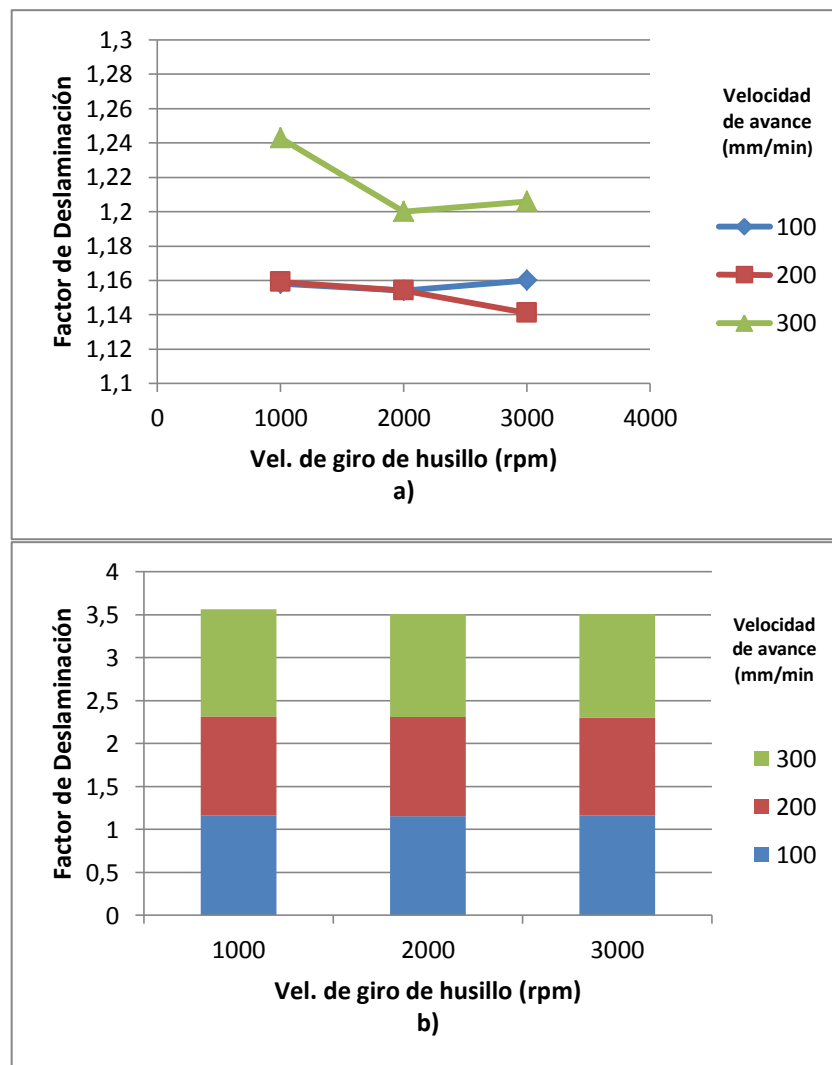 1,3
1,28
1,26
1,24
1,22
1,2
1,18
1,16
1,14
1,12
1,1
Factor de Deslaminación
0 1000 2000 3000 4000
Vel. de giro de husillo (rpm)
a)
Velocidad
de avance
(mm/min)
100
200
300
4
3,5
3
2,5
2
1,5
1
0,5
0
Factor de Deslaminación
1000 2000 3000
Vel. de giro de husillo (rpm)
b)
Velocidad
de avance
(mm/min
300
200
100